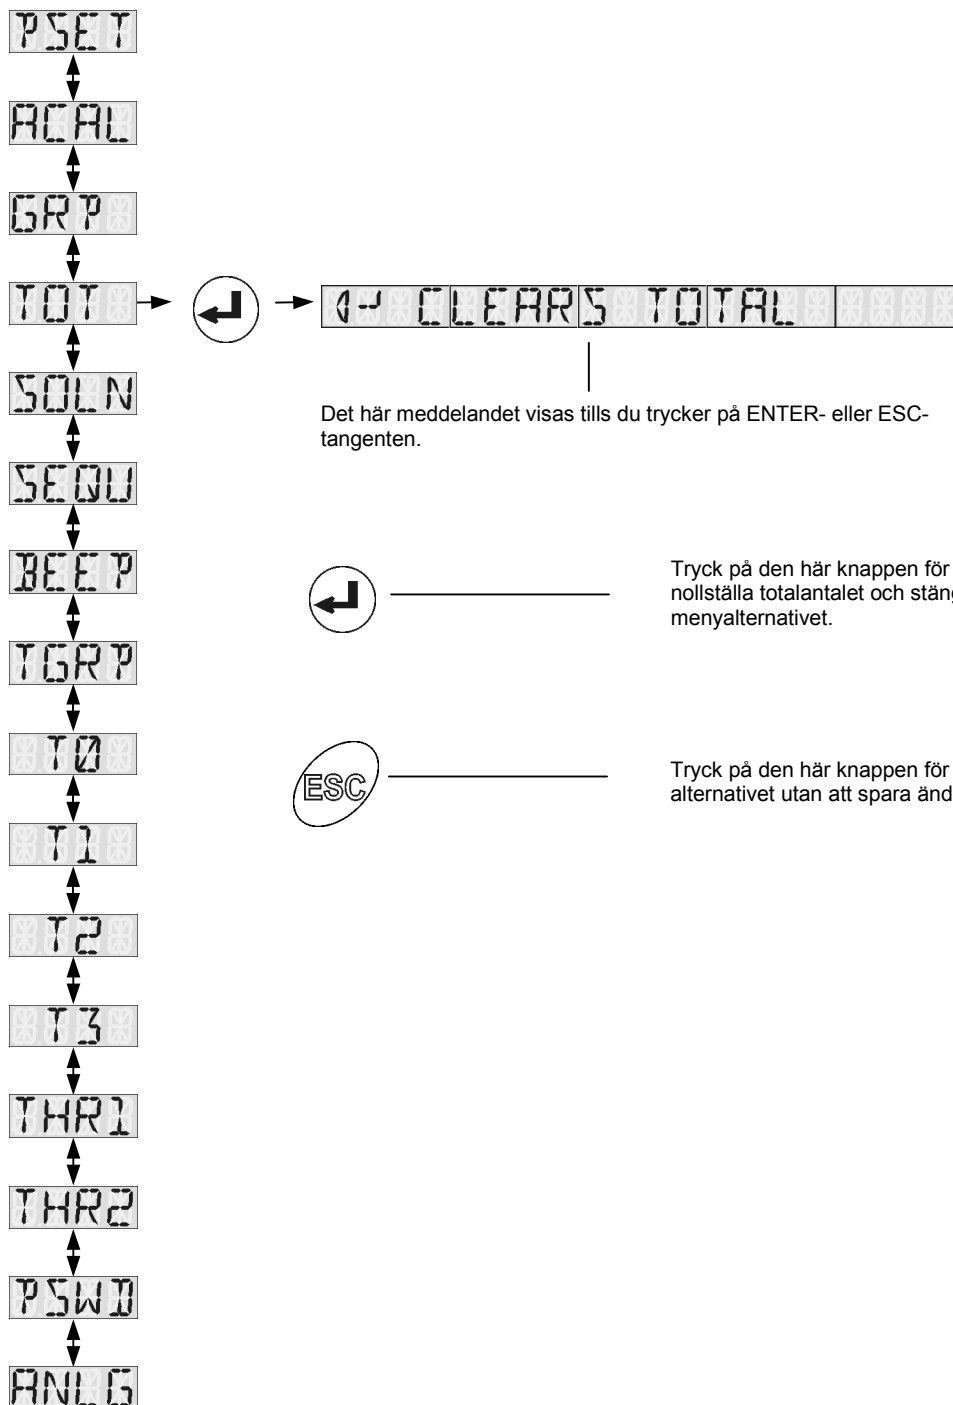 PSET
ACAL
GRP
TOT
CLEARS TOTAL
Det här meddelandet visas tills du trycker på ENTER- eller ESC-
tangenten.
SOLN
SEQU
BEEP
Tryck på den här knappen för
nollställa totalantalet och stäng
menyalternativet.
TGRP
T0
ESC
Tryck på den här knappen för
alternativet utan att spara änd
T1
T2
T3
THR1
THR2
PSWD
ANLG